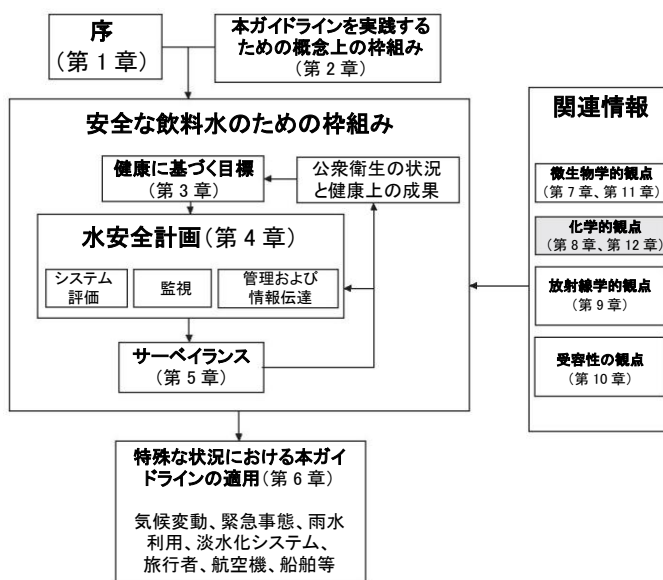 序
(第 1 章)
本ガイドラインを実践する
ための概念上の枠組み
(第 2 章)
安全な飲料水のための枠組み
健康に基づく目標
(第 3 章)
公衆衛生の状況
と健康上の成果
水安全計画(第 4 章)
システム
評価
監視
管理および
情報伝達
サーベイランス
(第 5 章)
特殊な状況における本ガイ
ドラインの適用(第 6 章)
気候変動、緊急事態、雨水
利用、淡水化システム、
旅行者、航空機、船舶等
関連情報
微生物学的観点
(第 7 章、第 11 章)
化学的観点
(第 8 章、第 12 章)
放射線学的観点
(第 9 章)
受容性の観点
(第 10 章)